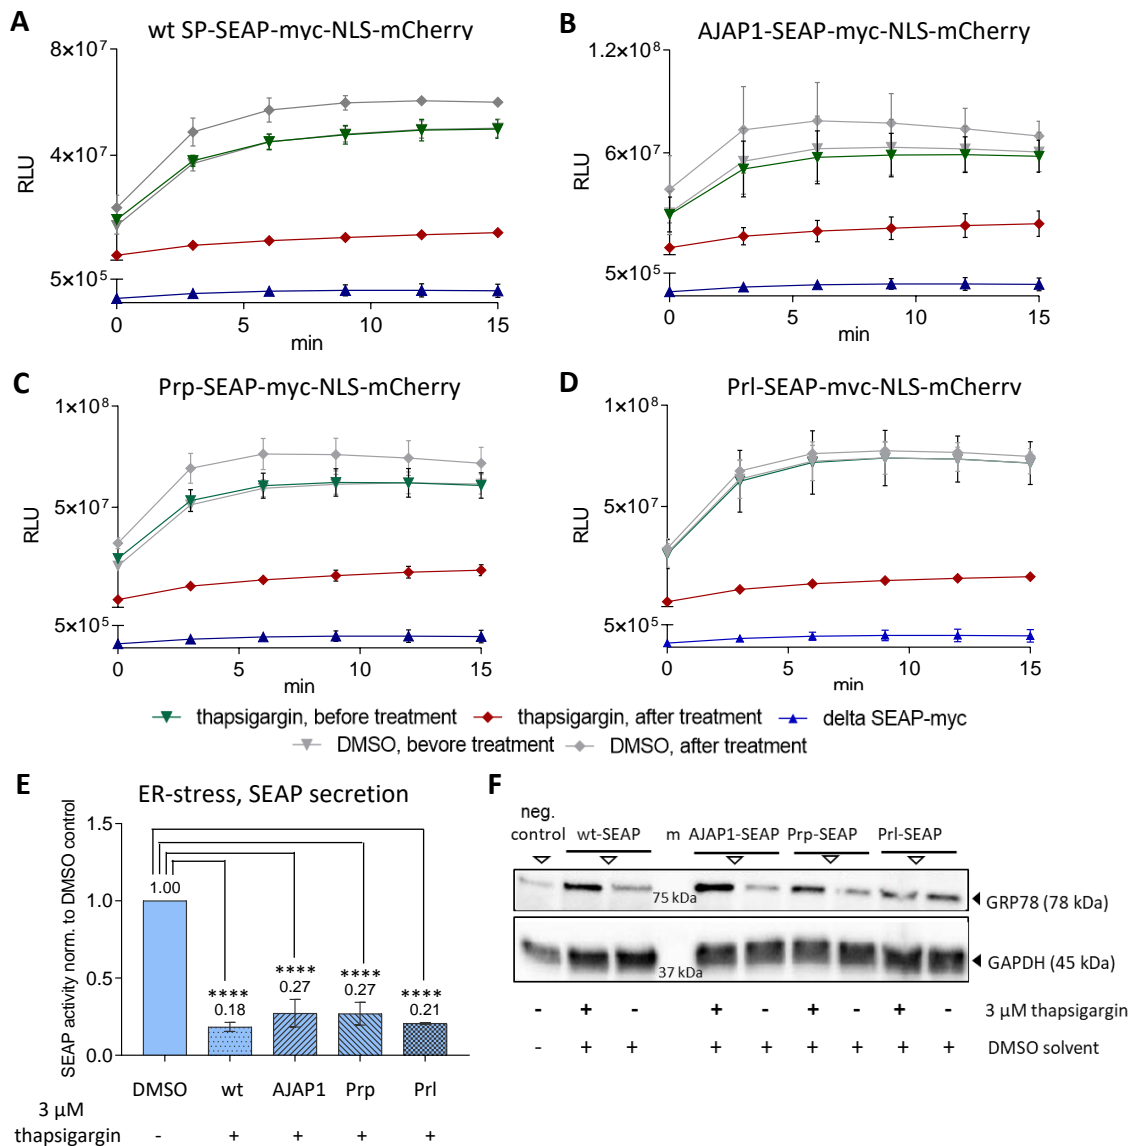 A
wt SP-SEAP-myc-NLS-mCherry
8×10⁷
4×10⁷
5×10⁵
RLU
0 5 10 15
min
B
AJAP1-SEAP-myc-NLS-mCherry
1.2×10⁸
6×10⁷
5×10⁵
RLU
0 5 10 15
min
C
Prp-SEAP-myc-NLS-mCherry
1×10⁸
5×10⁷
5×10⁵
RLU
0 5 10 15
min
D
Prl-SEAP-mvc-NLS-mCherrv
1×10⁸
5×10⁷
5×10⁵
RLU
0 5 10 15
min
thapsigargin, before treatment thapsigargin, after treatment delta SEAP-myc
DMSO, bevore treatment DMSO, after treatment
E
ER-stress, SEAP secretion
SEAP activity norm. to DMSO control
1.5
1.0
0.5
0.0
1.00
**** **** **** ****
0.18 0.27 0.27 0.21
DMSO wt AJAP1 Prp Prl
3 µM
thapsigargin - + + + +
F
neg.
control wt-SEAP m AJAP1-SEAP Prp-SEAP Prl-SEAP
75 kDa
GRP78 (78 kDa)
37 kDa
GAPDH (45 kDa)
- + - + - + - + - 3 µM thapsigargin
- + + + + + + + + DMSO solvent